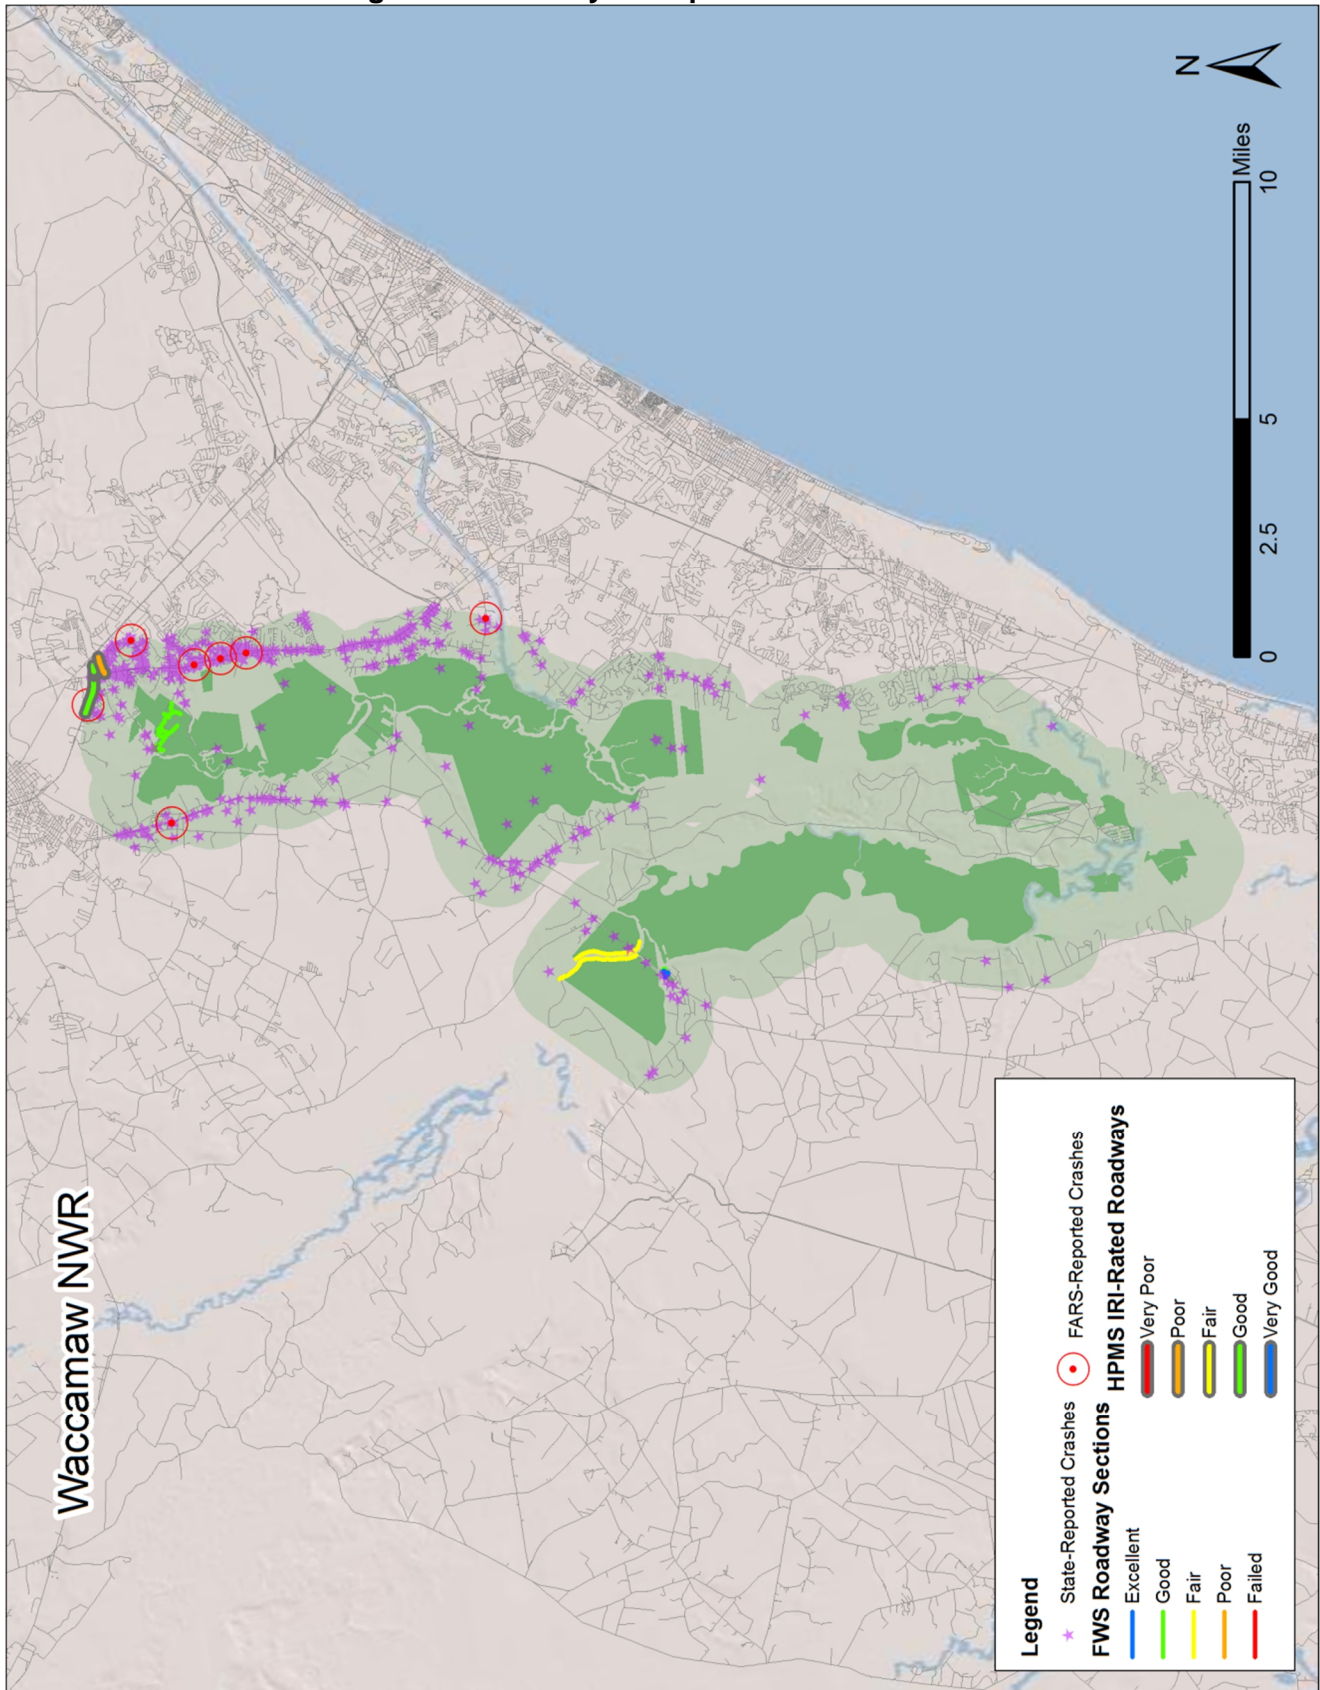 Waccamaw NWR
N
Miles
0 2.5 5 10
Legend
State-Reported Crashes
FARS-Reported Crashes
FWS Roadway Sections
Excellent
Good
Fair
Poor
Failed
HPMS IRI-Rated Roadways
Very Poor
Poor
Fair
Good
Very Good